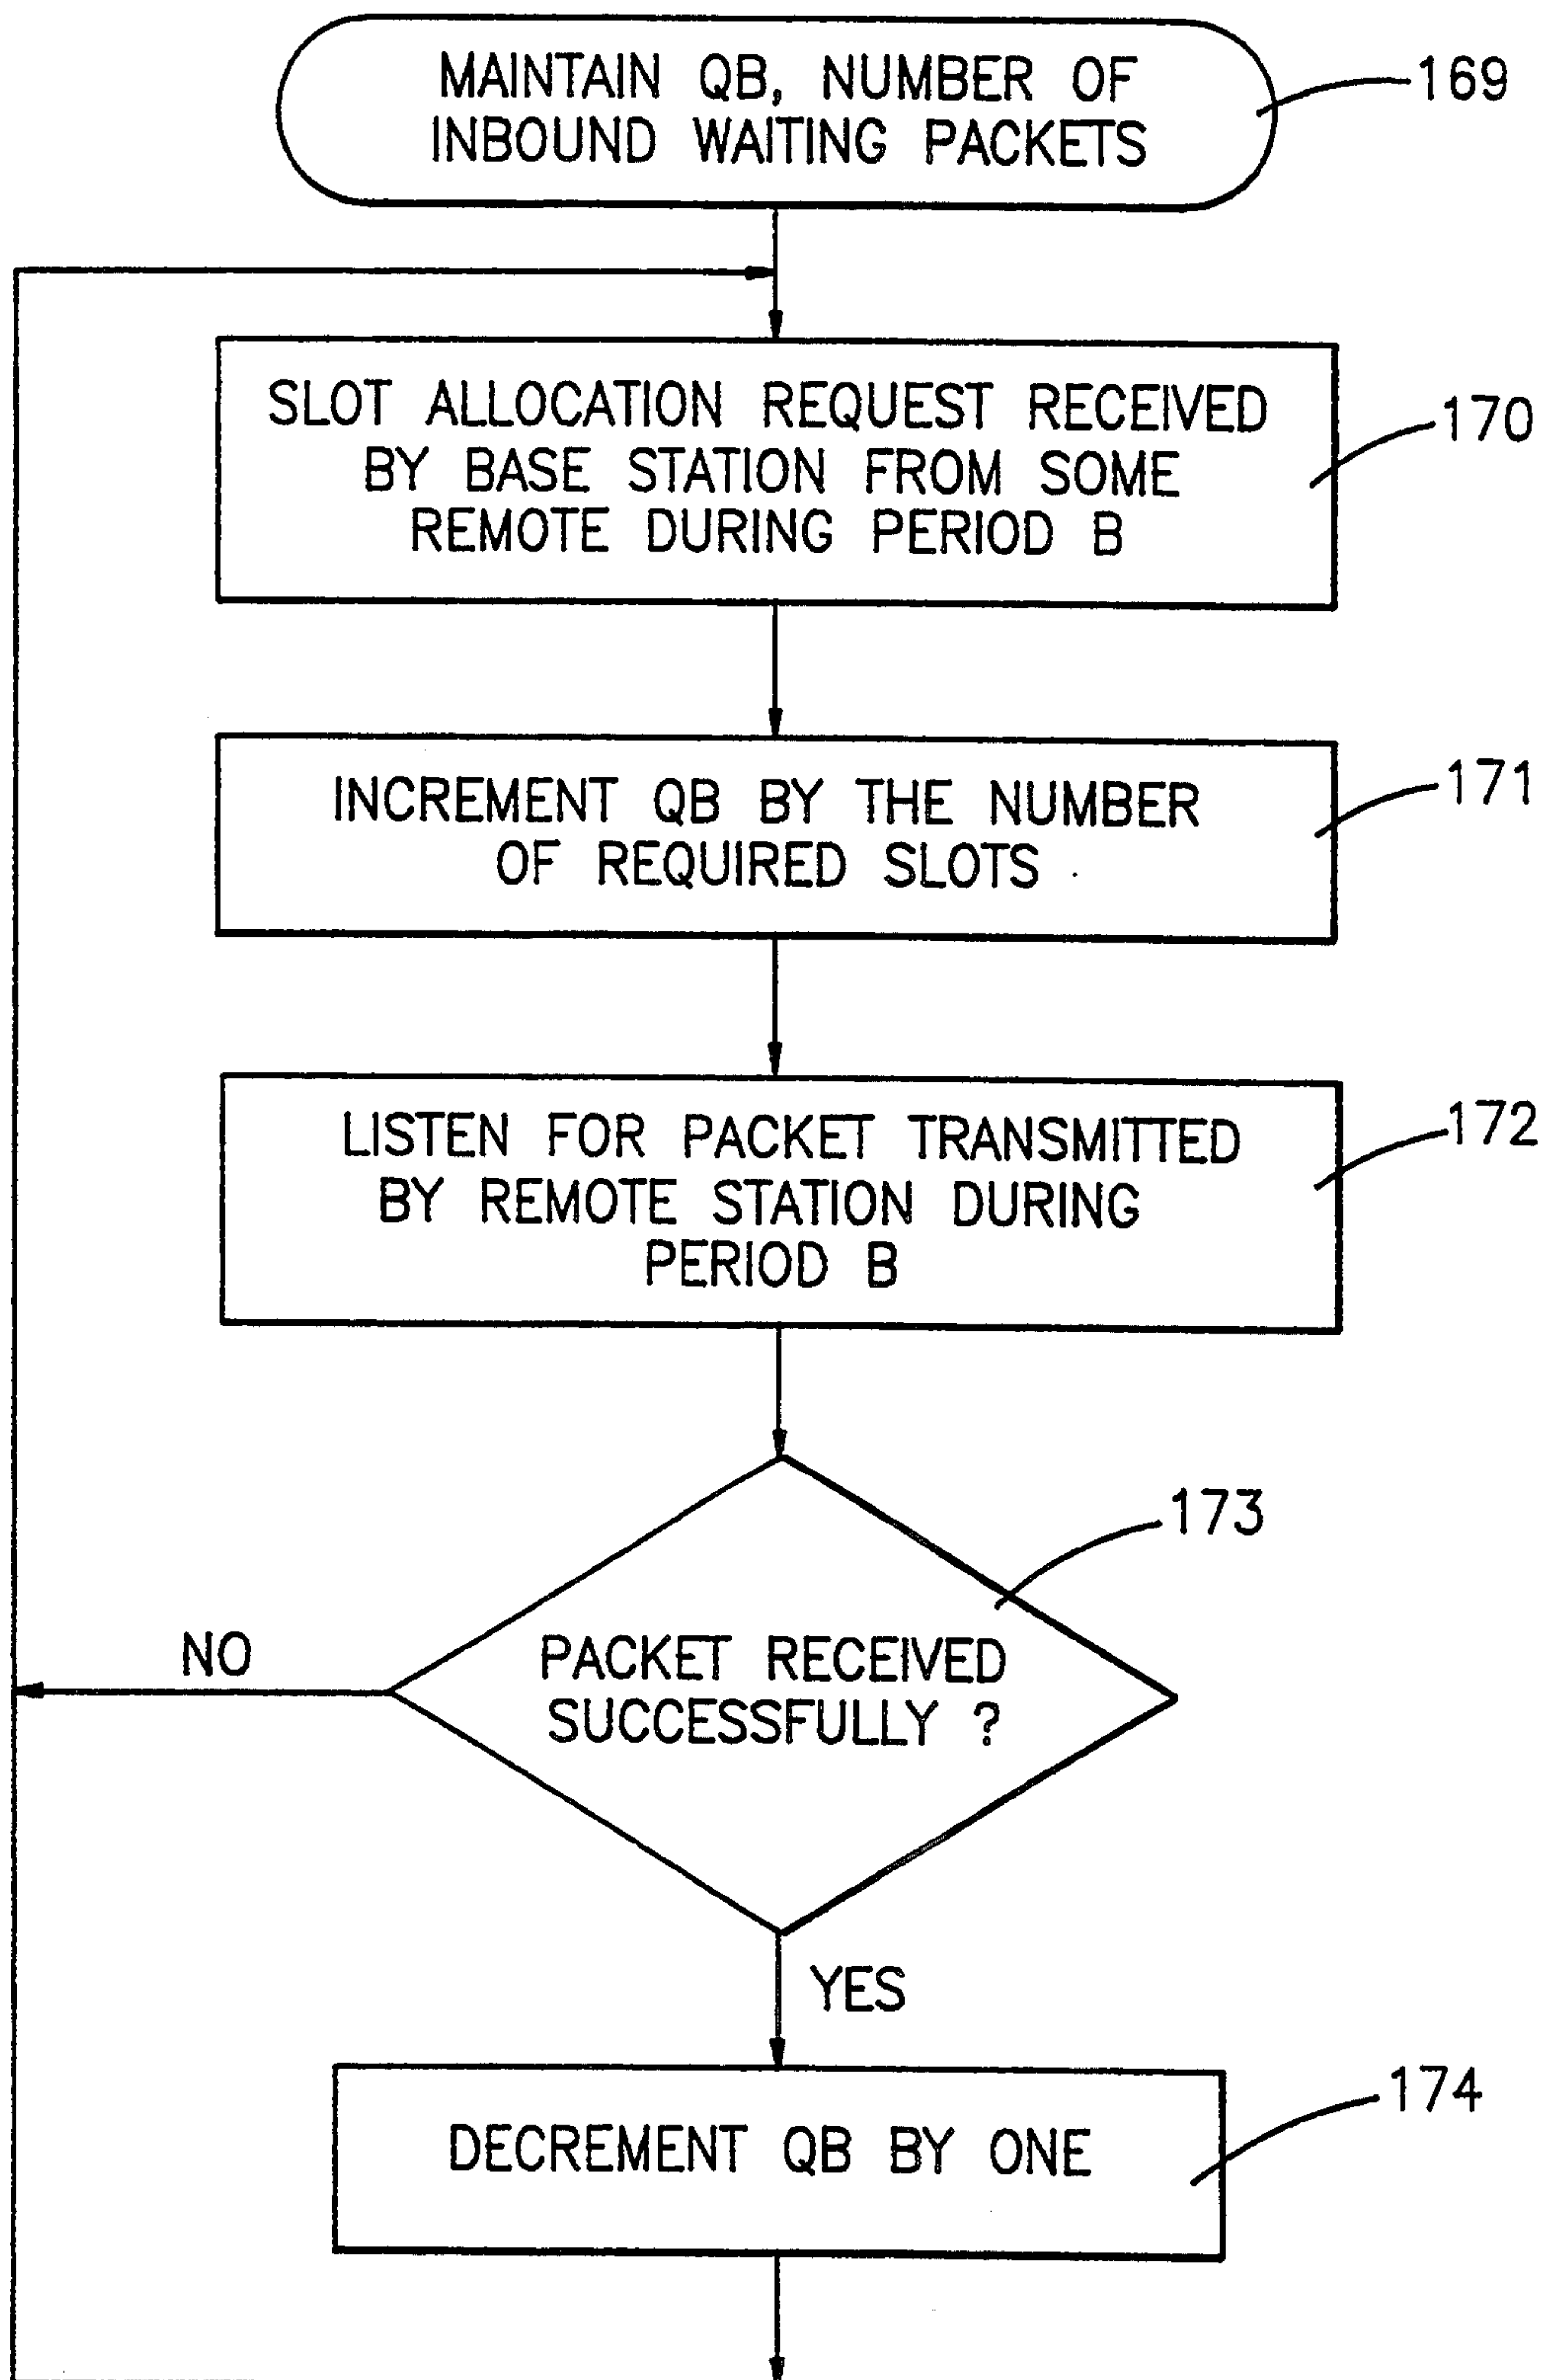 MAINTAIN QB, NUMBER OF
INBOUND WAITING PACKETS
169
SLOT ALLOCATION REQUEST RECEIVED
BY BASE STATION FROM SOME
REMOTE DURING PERIOD B
170
INCREMENT QB BY THE NUMBER
OF REQUIRED SLOTS
171
LISTEN FOR PACKET TRANSMITTED
BY REMOTE STATION DURING
PERIOD B
172
173
NO
PACKET RECEIVED
SUCCESSFULLY ?
YES
174
DECREMENT QB BY ONE